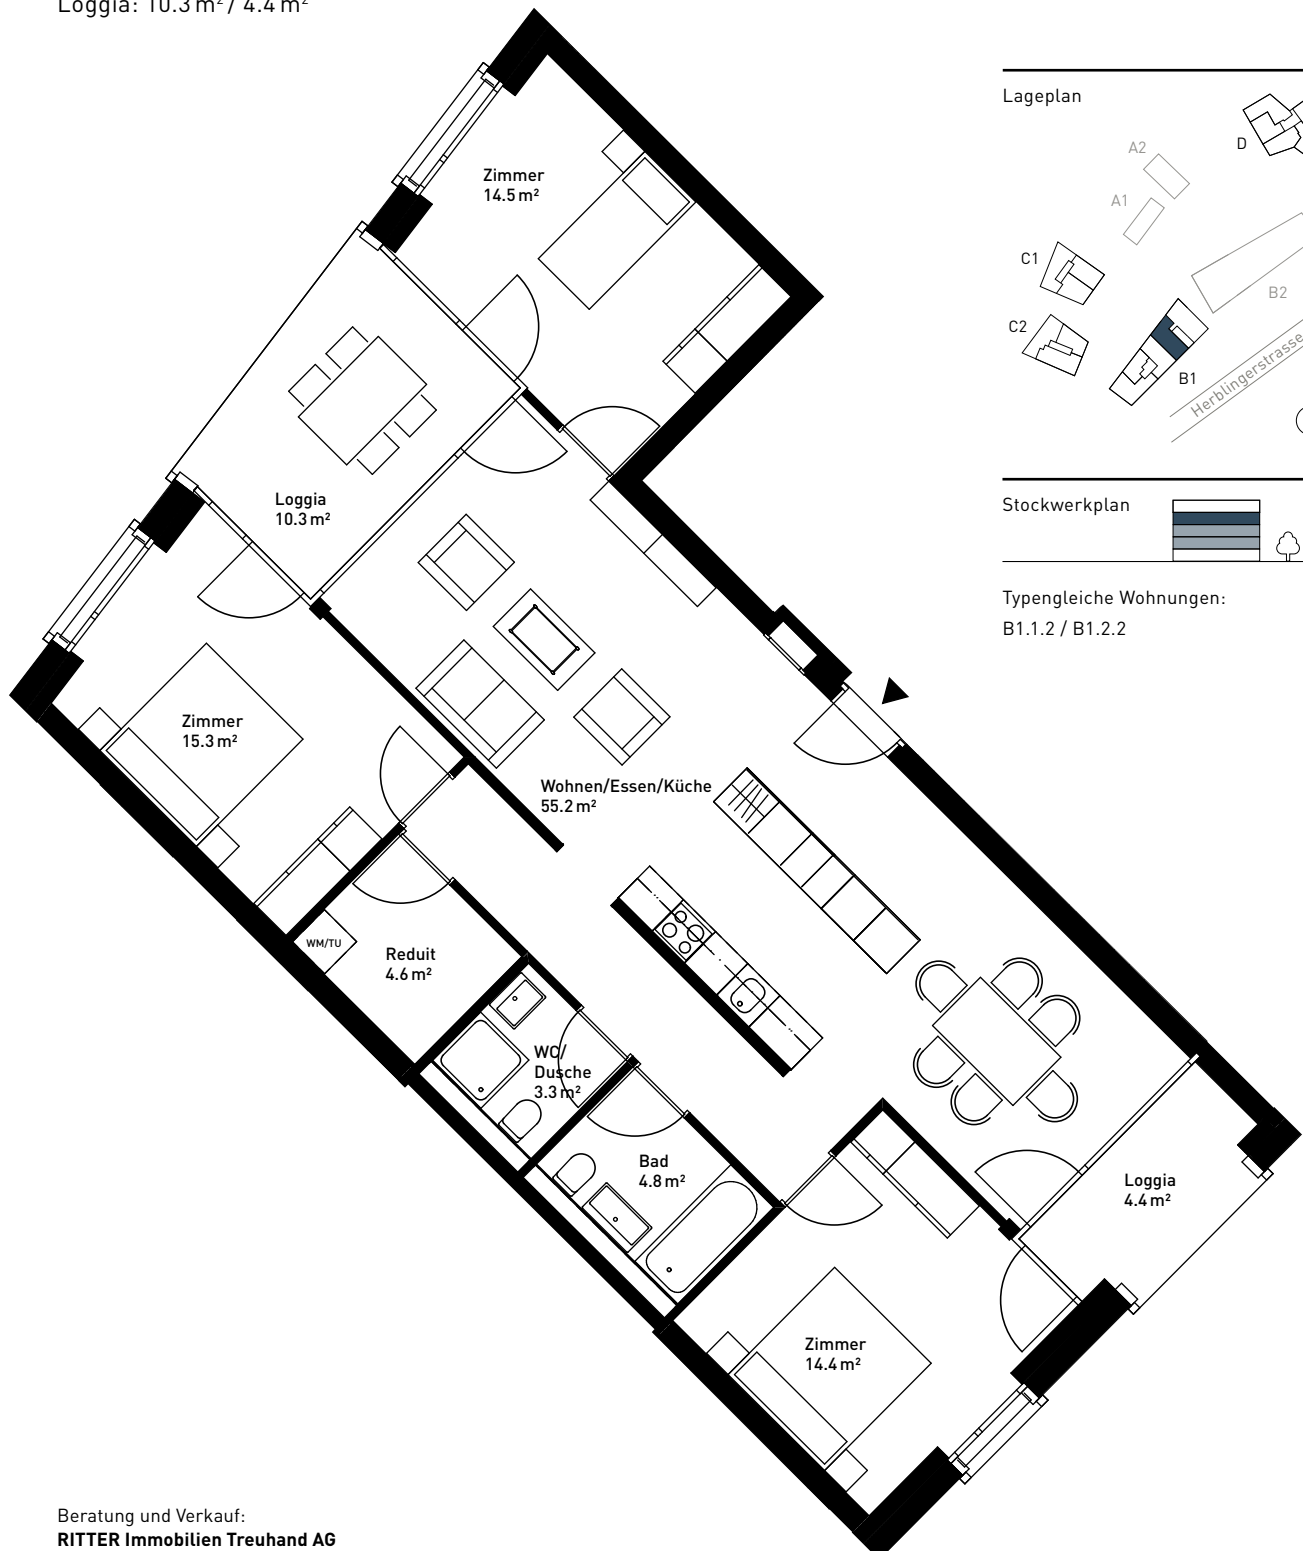 Loggia: 10.3 m² / 4.4 m²
Lageplan
D
A2
A1
C1
B2
C2
B1
Herblingerstrasse
Stockwerkplan
Typengleiche Wohnungen:
B1.1.2 / B1.2.2
Zimmer
14.5 m²
Loggia
10.3 m²
Zimmer
15.3 m²
Wohnen/Essen/Küche
55.2 m²
WM/TU
Reduit
4.6 m²
WC/
Dusche
3.3 m²
Bad
4.8 m²
Loggia
4.4 m²
Zimmer
14.4 m²
Beratung und Verkauf:
RITTER Immobilien Treuhand AG